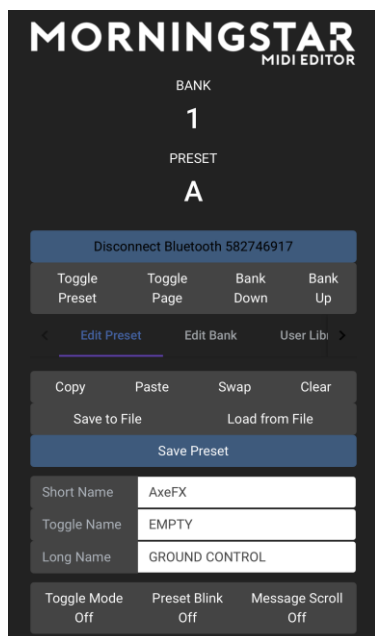 MORNINGSTAR
MIDI EDITOR
BANK
1
PRESET
A
Disconnect Bluetooth 582746917
Toggle Preset Toggle Page Bank Down Bank Up
Edit Preset Edit Bank User Libr
Copy Paste Swap Clear
Save to File Load from File
Save Preset
Short Name AxeFX
Toggle Name EMPTY
Long Name GROUND CONTROL
Toggle Mode Preset Blink Message Scroll
Off Off Off